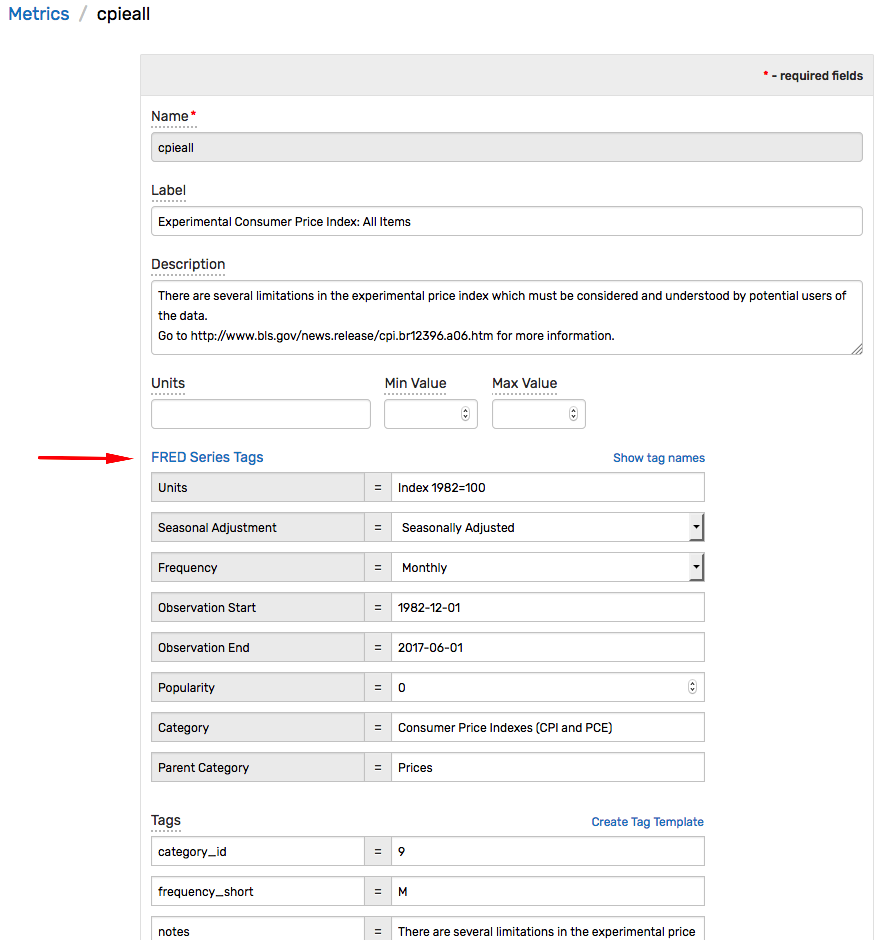 Metrics / cpieall
* - required fields
Name*
cpieall
Label
Experimental Consumer Price Index: All Items
Description
There are several limitations in the experimental price index which must be considered and understood by potential users of
the data.
Go to http://www.bls.gov/news.release/cpi.br12396.a06.htm for more information.
Units Min Value Max Value
FRED Series Tags Show tag names
Units = Index 1982=100
Seasonal Adjustment = Seasonally Adjusted
Frequency = Monthly
Observation Start = 1982-12-01
Observation End = 2017-06-01
Popularity = 0
Category = Consumer Price Indexes (CPI and PCE)
Parent Category = Prices
Tags Create Tag Template
category_id = 9
frequency_short = M
notes = There are several limitations in the experimental price